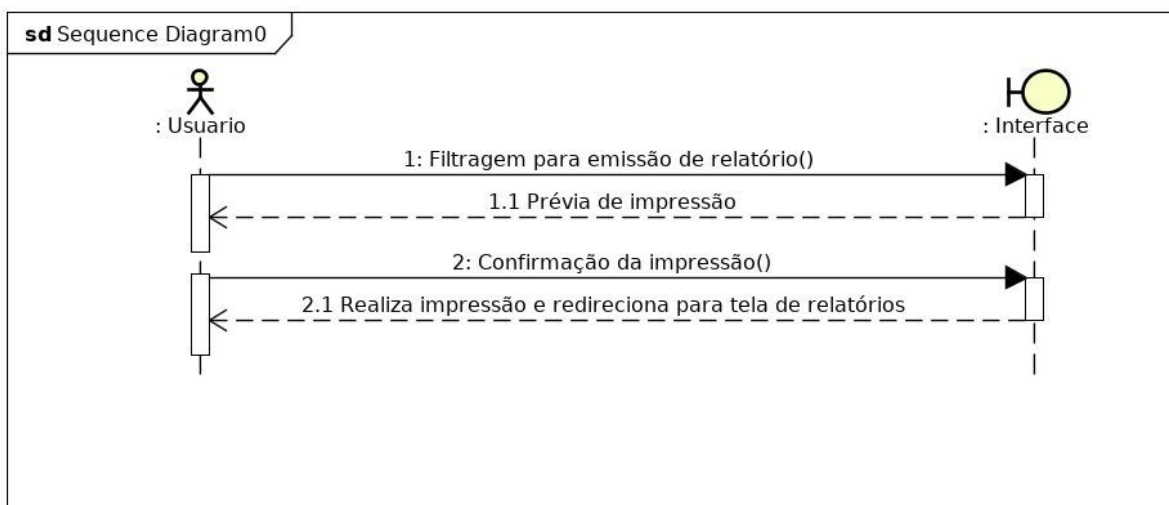 sd Sequence Diagram0
: Usuario
: Interface
1: Filtragem para emissão de relatório()
1.1 Prévia de impressão
2: Confirmação da impressão()
2.1 Realiza impressão e redireciona para tela de relatórios